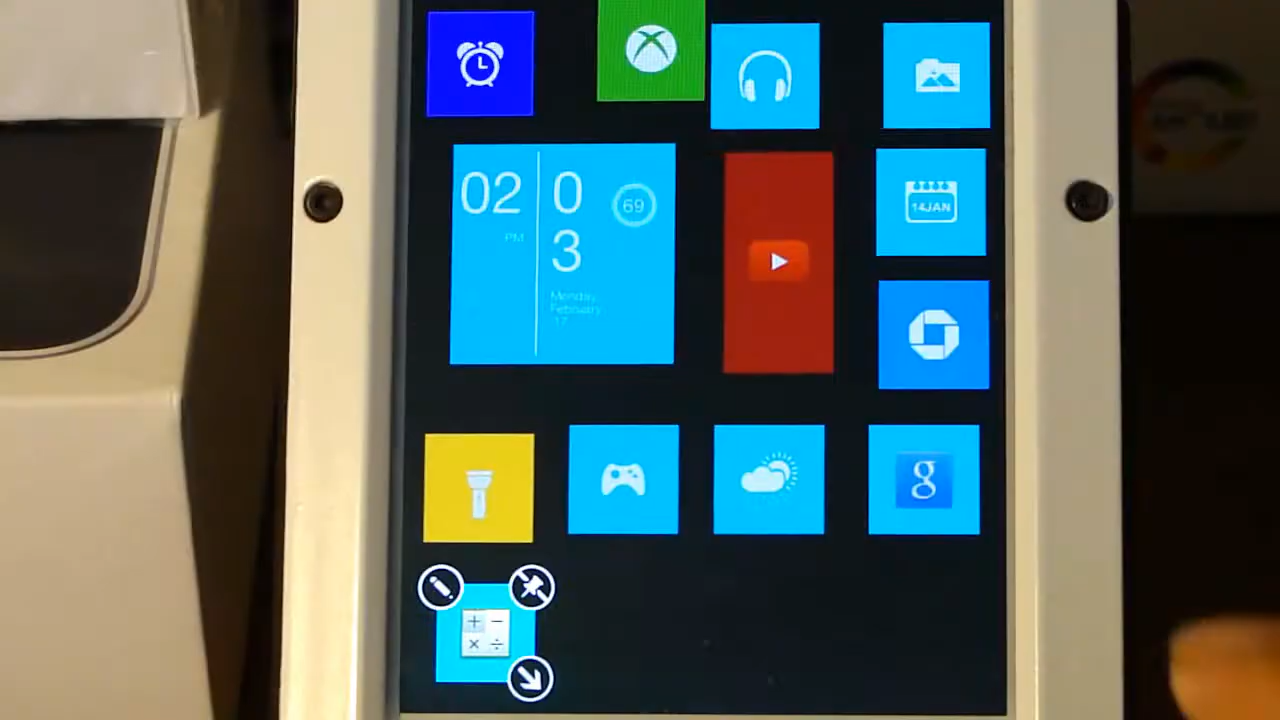 02
PM
0
3
69
Monday,
February
17
14JAN
g
+ −
× ÷